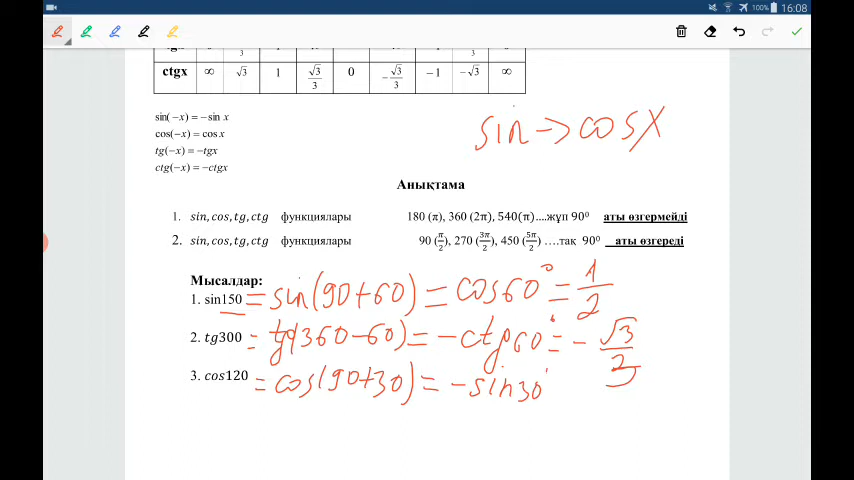 100% 16:08
ctgx ∞ √3 1 √3/3 0 −√3/3 −1 −√3 ∞
sin(−x) = −sin x
cos(−x) = cos x
tg(−x) = −tgx
ctg(−x) = −ctgx
sin → cosx
Анықтама
1. sin, cos, tg, ctg функциялары 180 (π), 360 (2π), 540(π)....жұп 90⁰ аты өзгермейді
2. sin, cos, tg, ctg функциялары 90 (π/2), 270 (3π/2), 450 (5π/2) ....так 90⁰ аты өзгереді
Мысалдар:
1. sin150 = sin(90+60) = cos60° = 1/2
2. tg300 = tg(360−60) = −ctg60° = − √3/2
3. cos120 = cos(90+30) = −sin30°